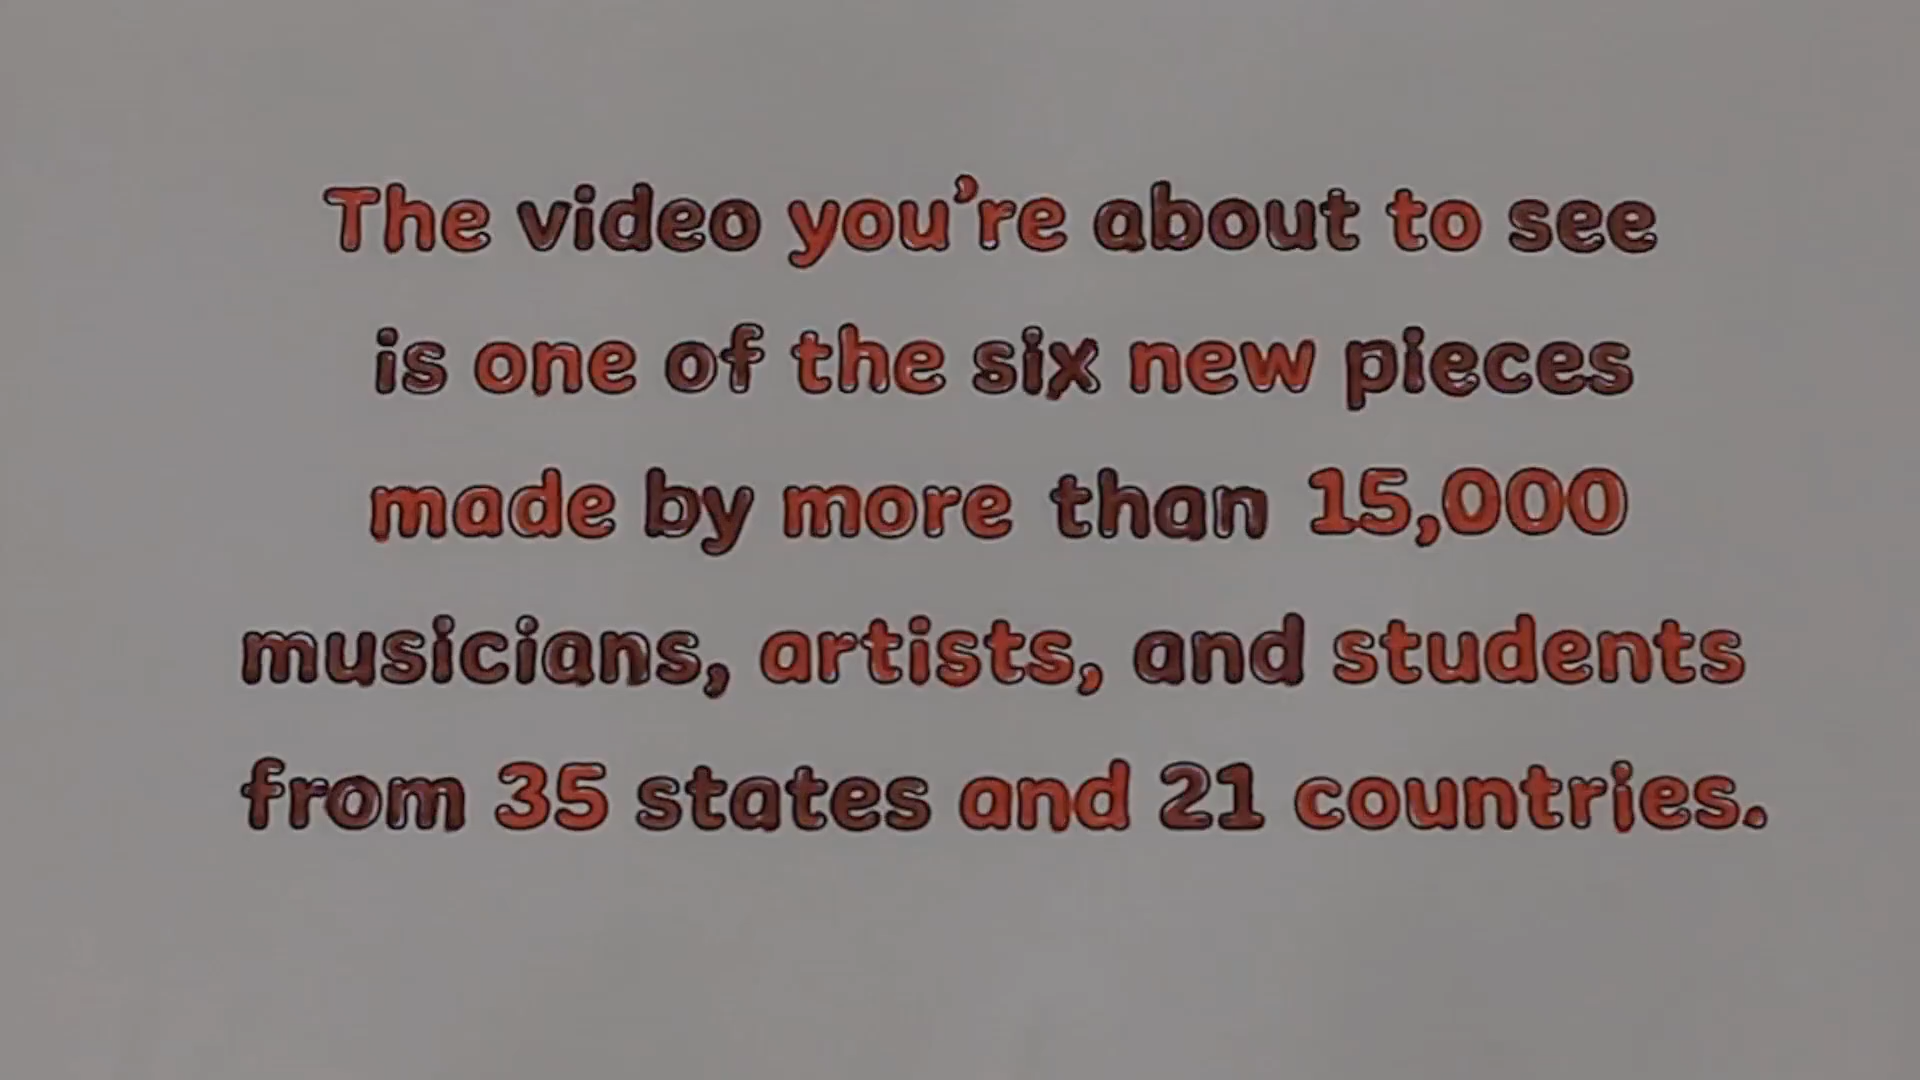 The video you're about to see
is one of the six new pieces
made by more than 15,000
musicians, artists, and students
from 35 states and 21 countries.